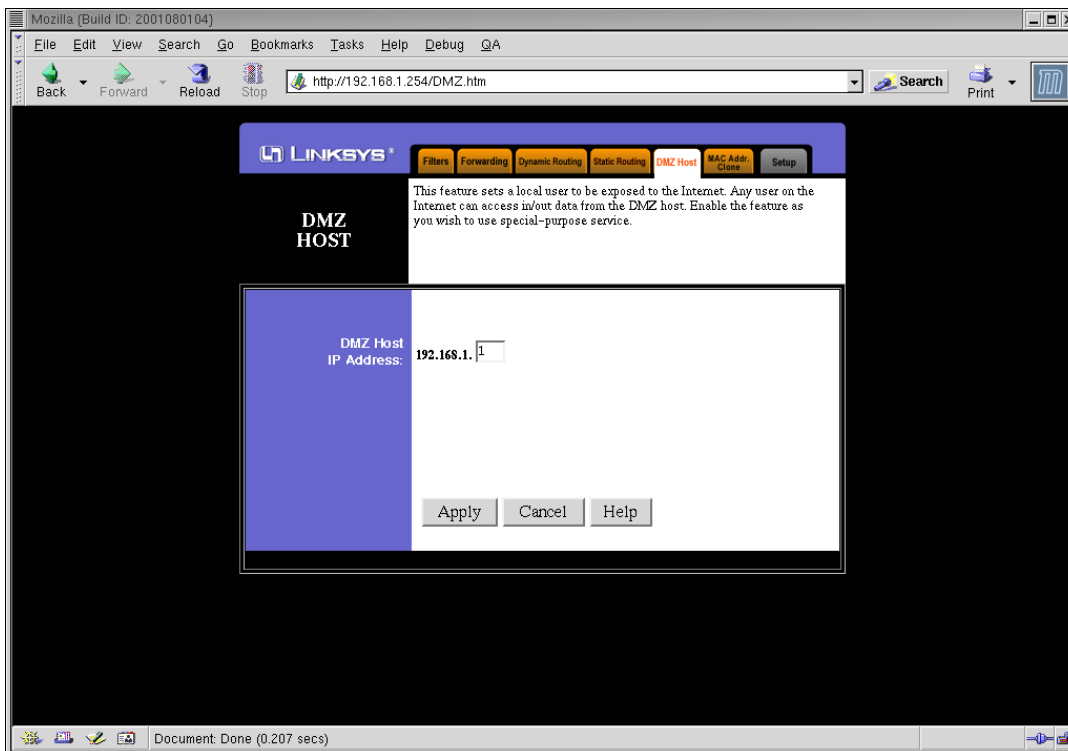 Mozilla {Build ID: 2001080104}
File Edit View Search Go Bookmarks Tasks Help Debug QA
Back Forward Reload Stop http://192.168.1.254/DMZ.htm Search Print
LINKSYS®
Filters Forwarding Dynamic Routing Static Routing DMZ Host MAC Addr. Clone Setup
DMZ
HOST
This feature sets a local user to be exposed to the Internet. Any user on the
Internet can access in/out data from the DMZ host. Enable the feature as
you wish to use special-purpose service.
DMZ Host
IP Address: 192.168.1. 1
Apply Cancel Help
Document: Done (0.207 secs)